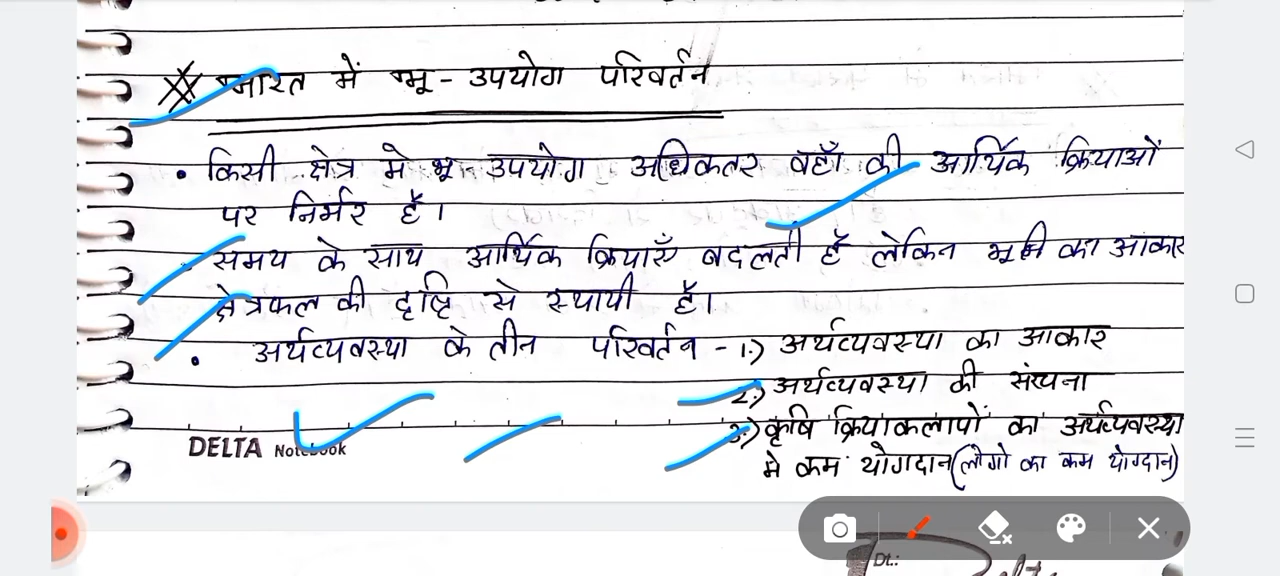 भारत में भू-उपयोग परिवर्तन
• किसी क्षेत्र मे भू उपयोग अधिकतर वहाँ की आर्थिक क्रियाओं
पर निर्भर है।
समय के साथ आर्थिक क्रियाएँ बदलती है लेकिन भूमि का आकार
क्षेत्रफल की दृष्टि से स्थायी है।
• अर्थव्यवस्था के तीन परिवर्तन - 1.) अर्थव्यवस्था का आकार
2.) अर्थव्यवस्था की संरचना
3.) कृषि क्रियाकलापों का अर्थव्यवस्था
मे कम योगदान (लोगो का कम योगदान)
DELTA Notebook
Dt.: